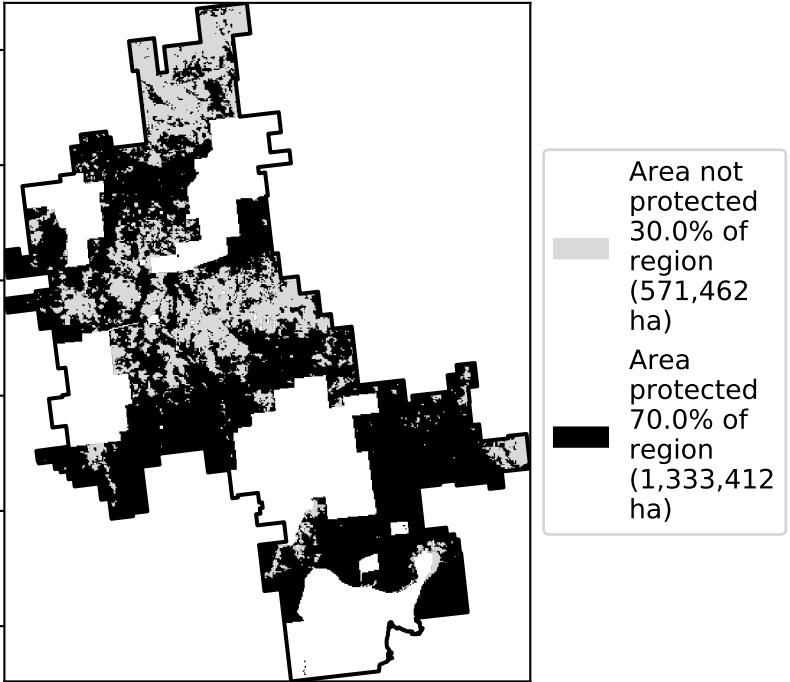 Area not
protected
30.0% of
region
(571,462
ha)
Area
protected
70.0% of
region
(1,333,412
ha)